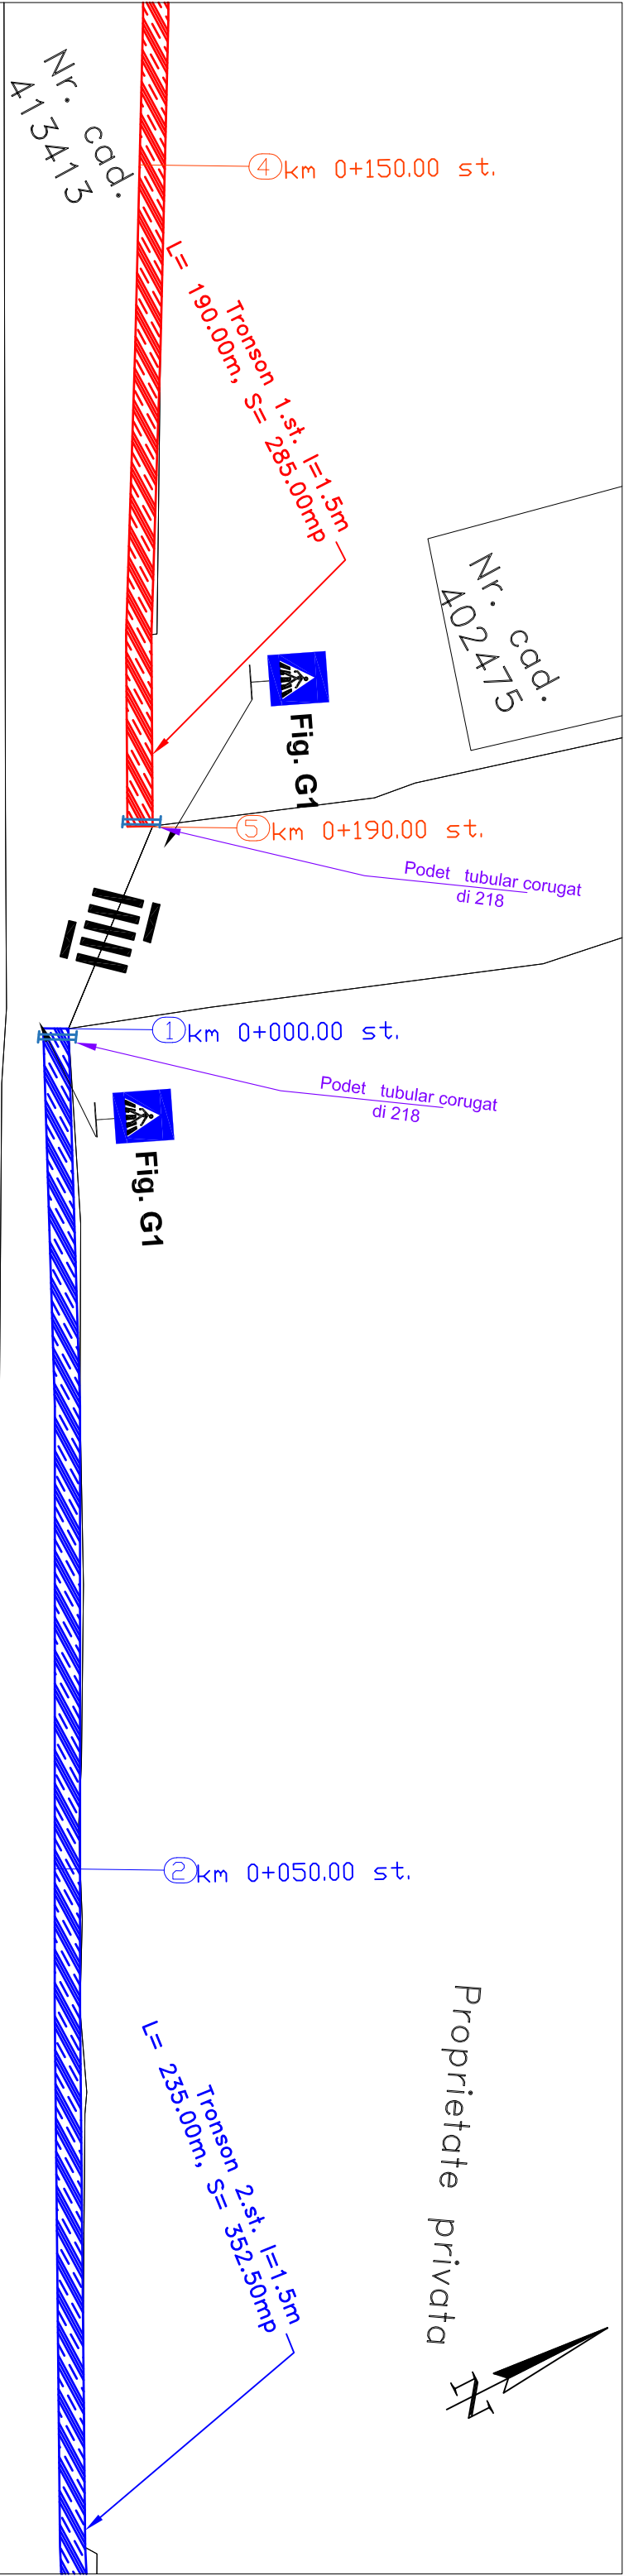 Nr. cad.
413413
4 km 0+150.00 st.
Tronson 1.st. l=1.5m
L= 190.00m, S= 285.00mp
Nr. cad.
402475
Fig. G1
5 km 0+190.00 st.
Podet tubular corugat
di 218
1 km 0+000.00 st.
Podet tubular corugat
di 218
Fig. G1
2 km 0+050.00 st.
Proprietate privata
Tronson 2.st. l=1.5m
L= 235.00m, S= 352.50mp
N